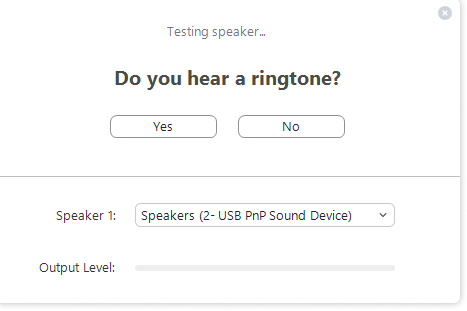 Testing speaker...
Do you hear a ringtone?
Yes No
Speaker 1: Speakers (2- USB PnP Sound Device)
Output Level: